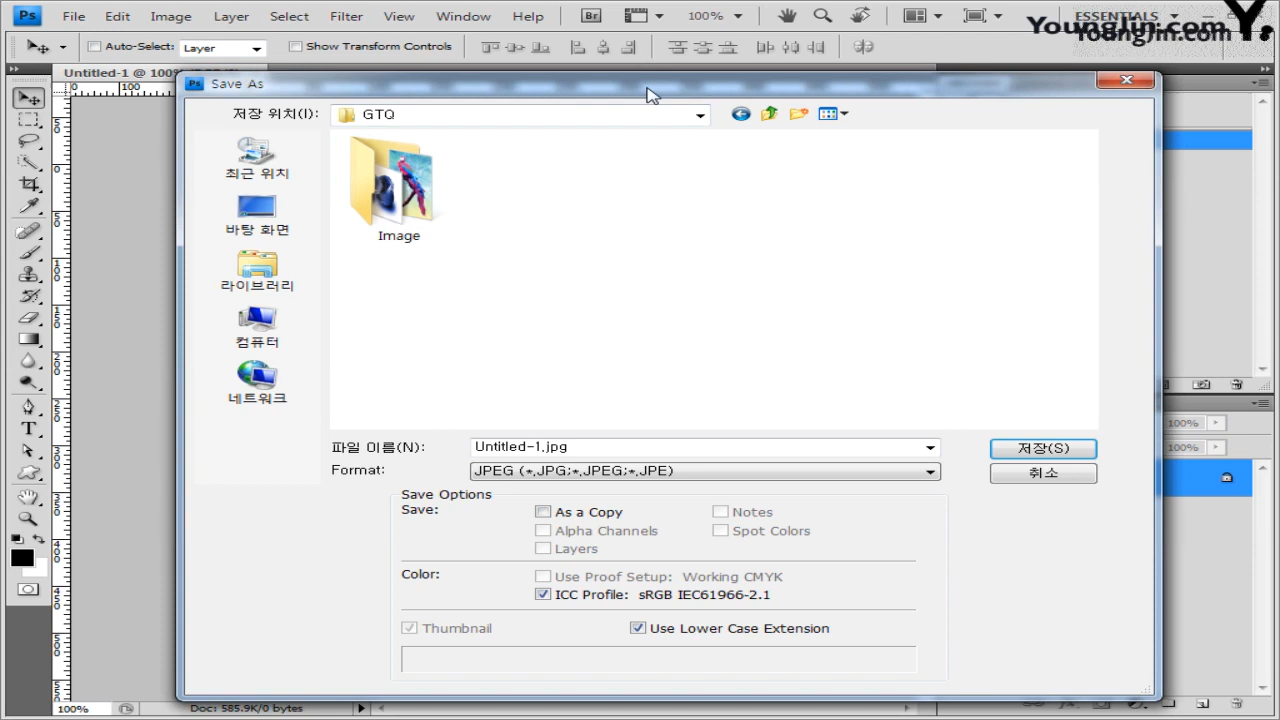 Ps File Edit Image Layer Select Filter View Window Help Br 100% ESSENTIALS
YoungJin.com Y.
Auto-Select: Layer Show Transform Controls
Untitled-1 @ 100%
Ps Save As
저장 위치(I): GTQ
최근 위치
바탕 화면
라이브러리
컴퓨터
네트워크
Image
파일 이름(N): Untitled-1.jpg 저장(S)
Format: JPEG (*.JPG;*.JPEG;*.JPE) 취소
Save Options
Save: As a Copy Notes
Alpha Channels Spot Colors
Layers
Color: Use Proof Setup: Working CMYK
ICC Profile: sRGB IEC61966-2.1
Thumbnail Use Lower Case Extension
100%
100%
100% Doc: 585.9K/0 bytes